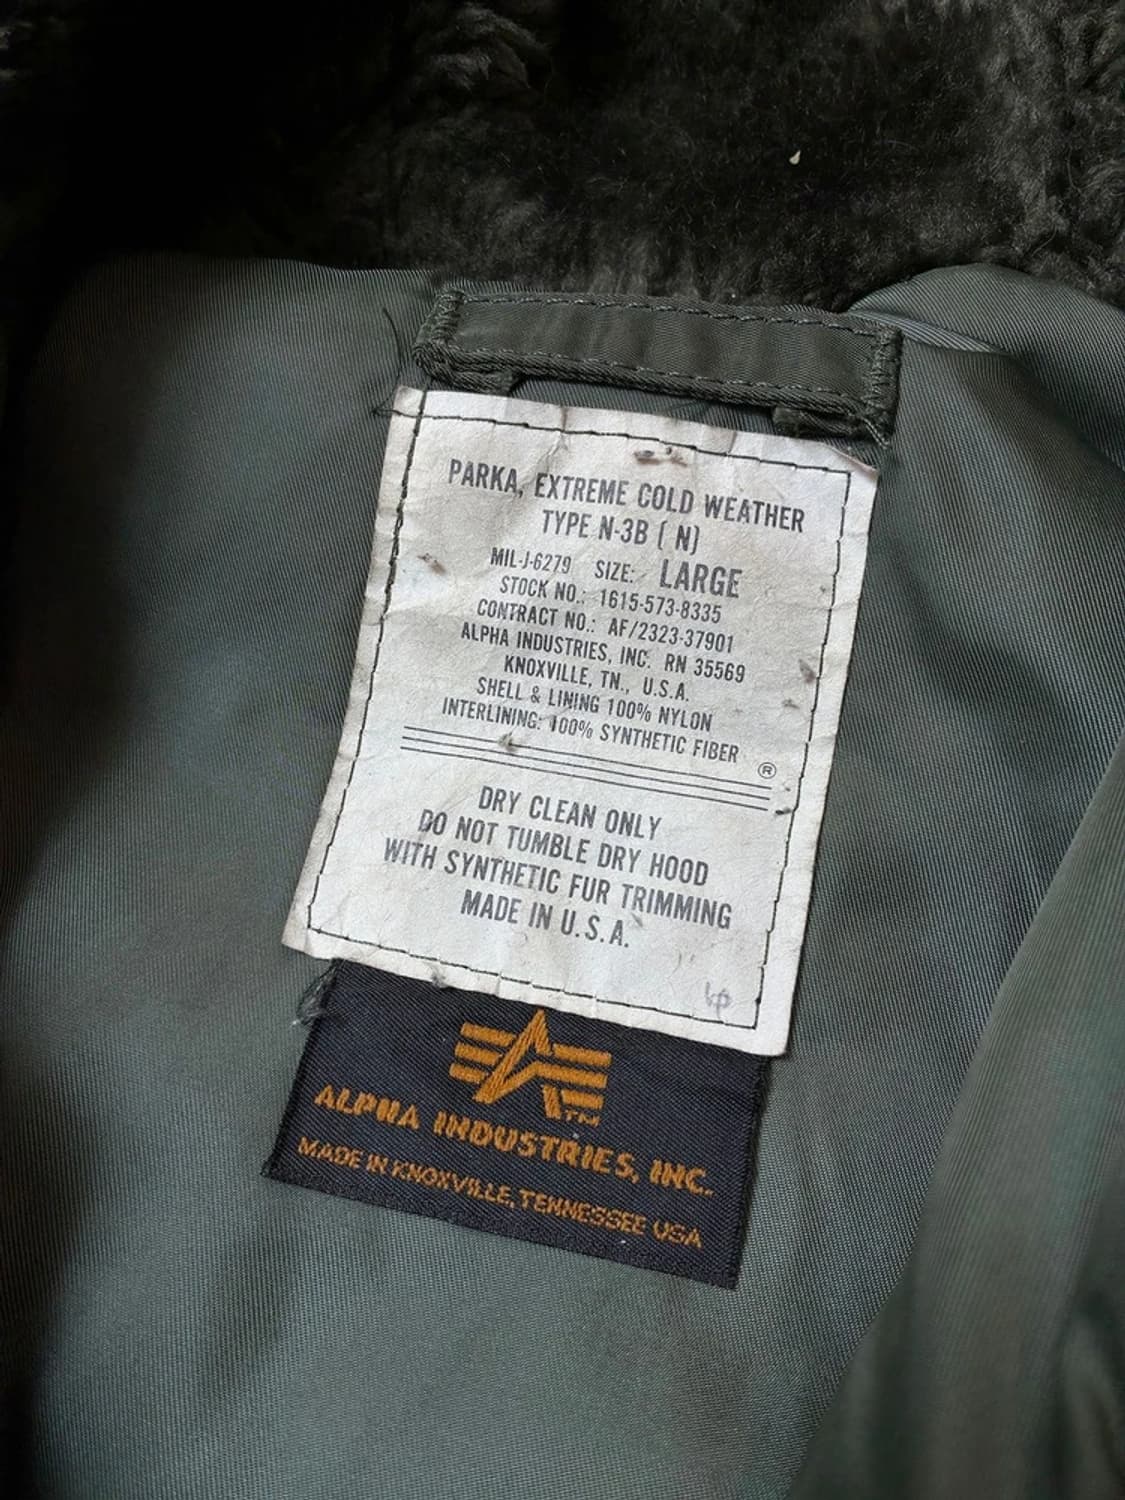 PARKA, EXTREME COLD WEATHER
TYPE N-3B ( N)
MIL-J-6279 SIZE: LARGE
STOCK NO.: 1615-573-8335
CONTRACT NO.: AF/2323-37901
ALPHA INDUSTRIES, INC. RN 35569
KNOXVILLE, TN., U.S.A.
SHELL & LINING 100% NYLON
INTERLINING: 100% SYNTHETIC FIBER
®
DRY CLEAN ONLY
DO NOT TUMBLE DRY HOOD
WITH SYNTHETIC FUR TRIMMING
MADE IN U.S.A.
TM
ALPHA INDUSTRIES, INC.
MADE IN KNOXVILLE, TENNESSEE USA